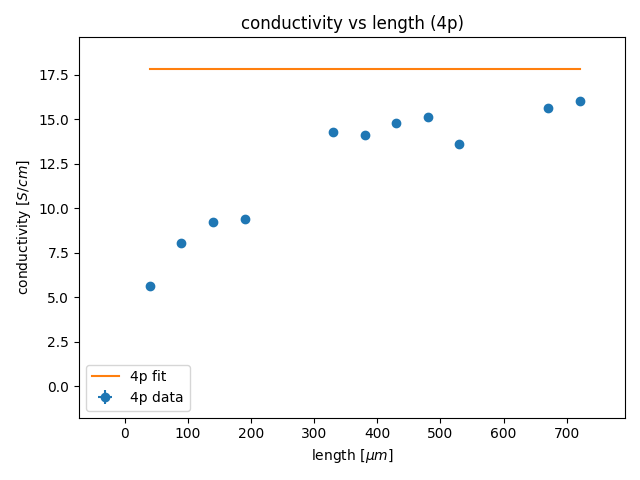 conductivity vs length (4p)
17.5
15.0
12.5
10.0
7.5
5.0
2.5
0.0
conductivity [S/cm]
4p fit
4p data
0 100 200 300 400 500 600 700
length [μm]